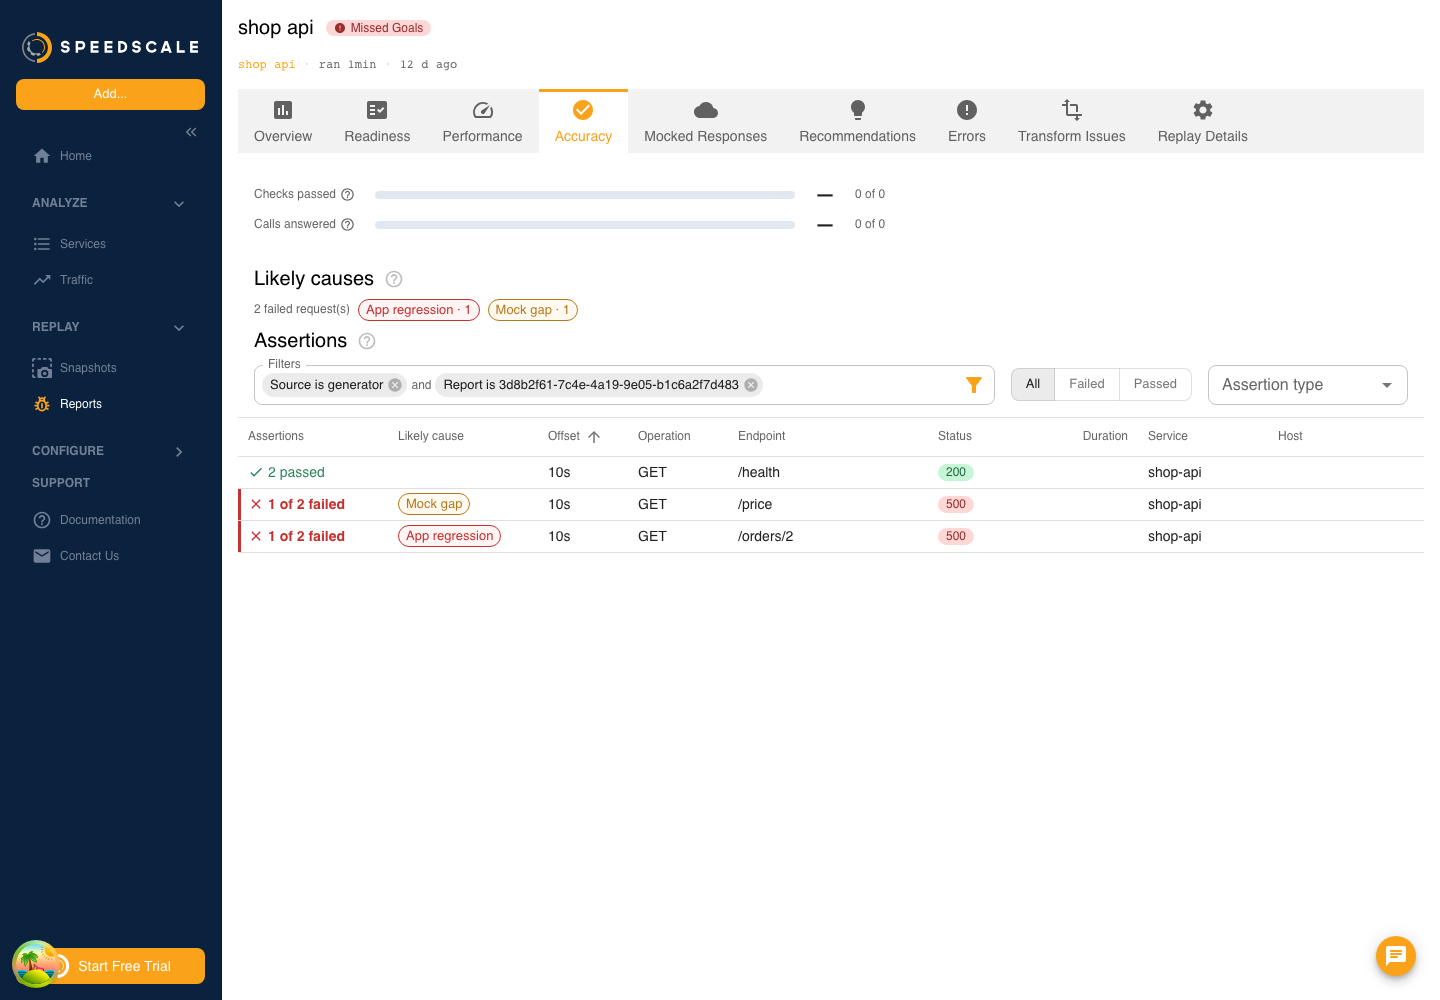 SPEEDSCALE
Add...
Home
ANALYZE
Services
Traffic
REPLAY
Snapshots
Reports
CONFIGURE
SUPPORT
Documentation
Contact Us
Start Free Trial
shop api Missed Goals
shop api · ran 1min · 12 d ago
Overview Readiness Performance Accuracy Mocked Responses Recommendations Errors Transform Issues Replay Details
Checks passed — 0 of 0
Calls answered — 0 of 0
Likely causes
2 failed request(s) App regression · 1 Mock gap · 1
Assertions
Filters
Source is generator and Report is 3d8b2f61-7c4e-4a19-9e05-b1c6a2f7d483 All Failed Passed Assertion type
Assertions Likely cause Offset Operation Endpoint Status Duration Service Host
2 passed 10s GET /health 200 shop-api
1 of 2 failed Mock gap 10s GET /price 500 shop-api
1 of 2 failed App regression 10s GET /orders/2 500 shop-api